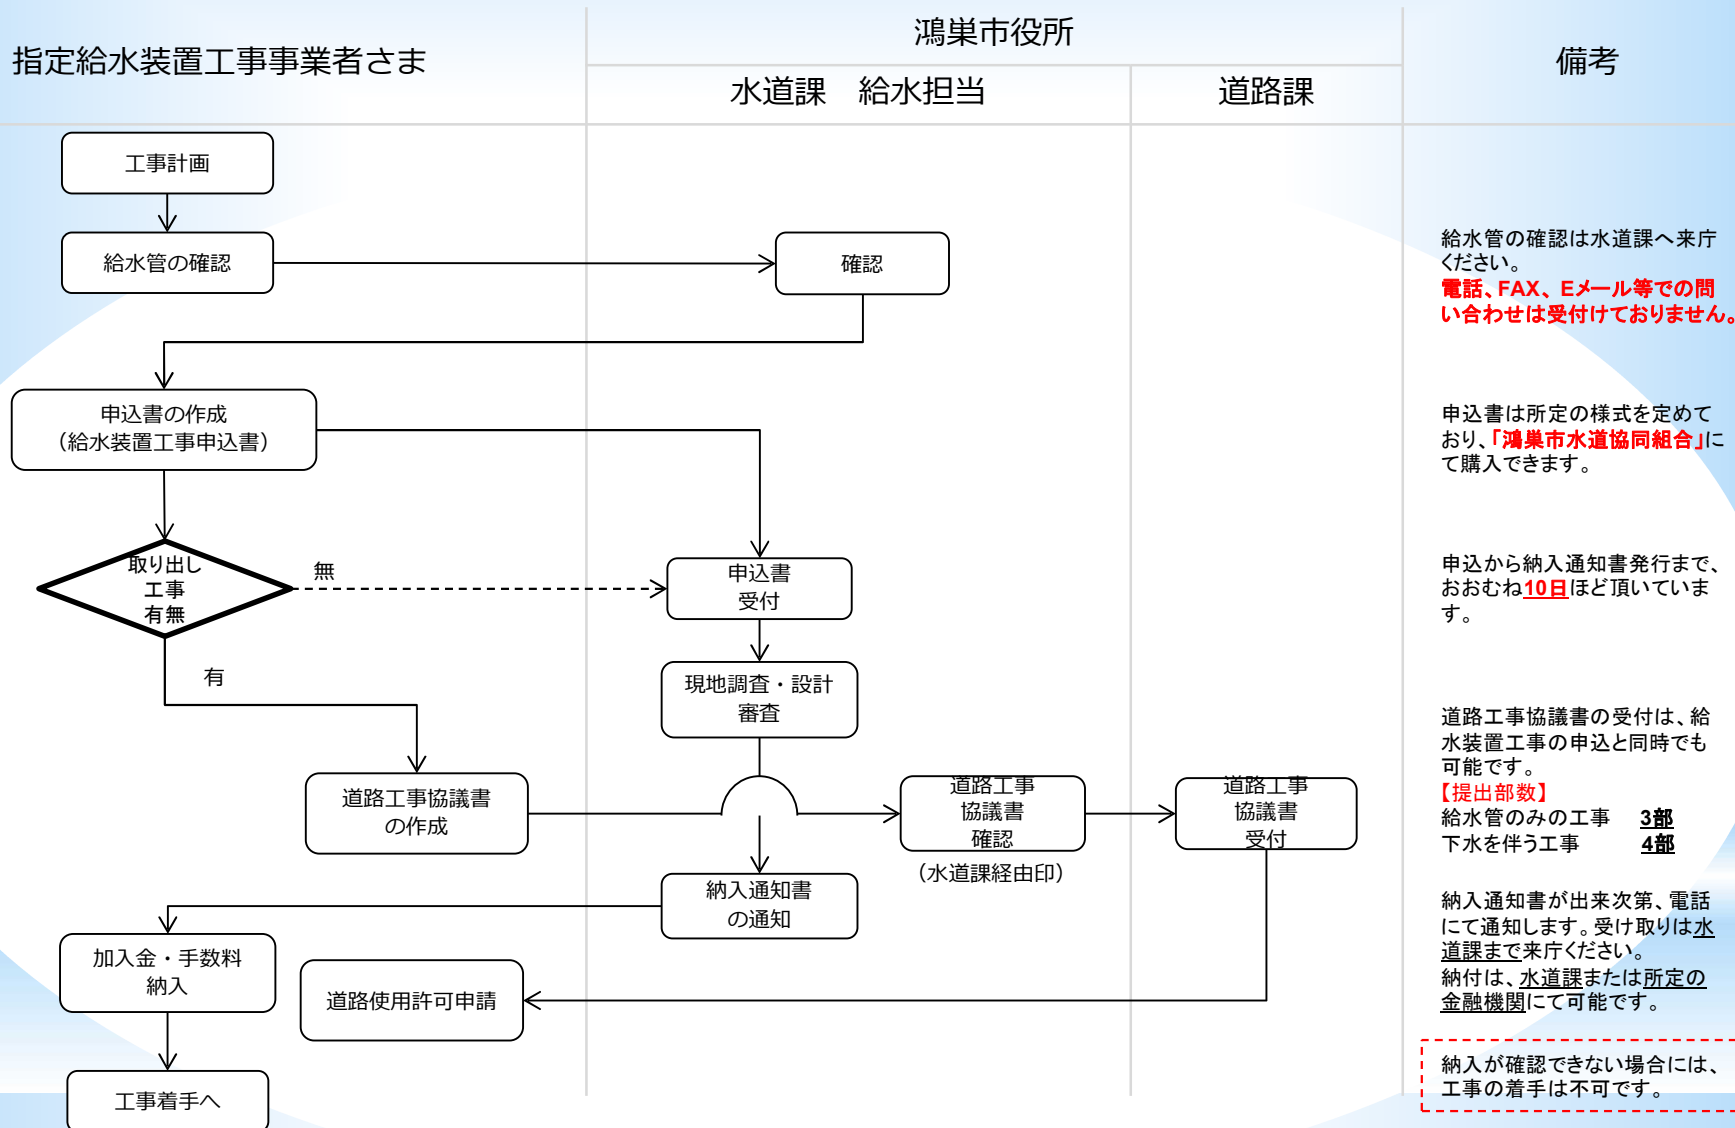 指定給水装置工事事業者さま
鴻巣市役所
水道課　給水担当
道路課
備考
工事計画
給水管の確認
確認
給水管の確認は水道課へ来庁
ください。
電話、FAX、Eメール等での問
い合わせは受付けておりません。
申込書の作成
（給水装置工事申込書）
申込書は所定の様式を定めて
おり、「鴻巣市水道協同組合」に
て購入できます。
取り出し
工事
有無
無
申込書
受付
申込から納入通知書発行まで、
おおむね10日ほど頂いていま
す。
有
現地調査・設計
審査
道路工事協議書
の作成
道路工事
協議書
確認
（水道課経由印）
道路工事
協議書
受付
道路工事協議書の受付は、給
水装置工事の申込と同時でも
可能です。
【提出部数】
給水管のみの工事　3部
下水を伴う工事　4部
納入通知書
の通知
加入金・手数料
納入
道路使用許可申請
納入通知書が出来次第、電話
にて通知します。受け取りは水
道課まで来庁ください。
納付は、水道課または所定の
金融機関にて可能です。
工事着手へ
納入が確認できない場合には、
工事の着手は不可です。